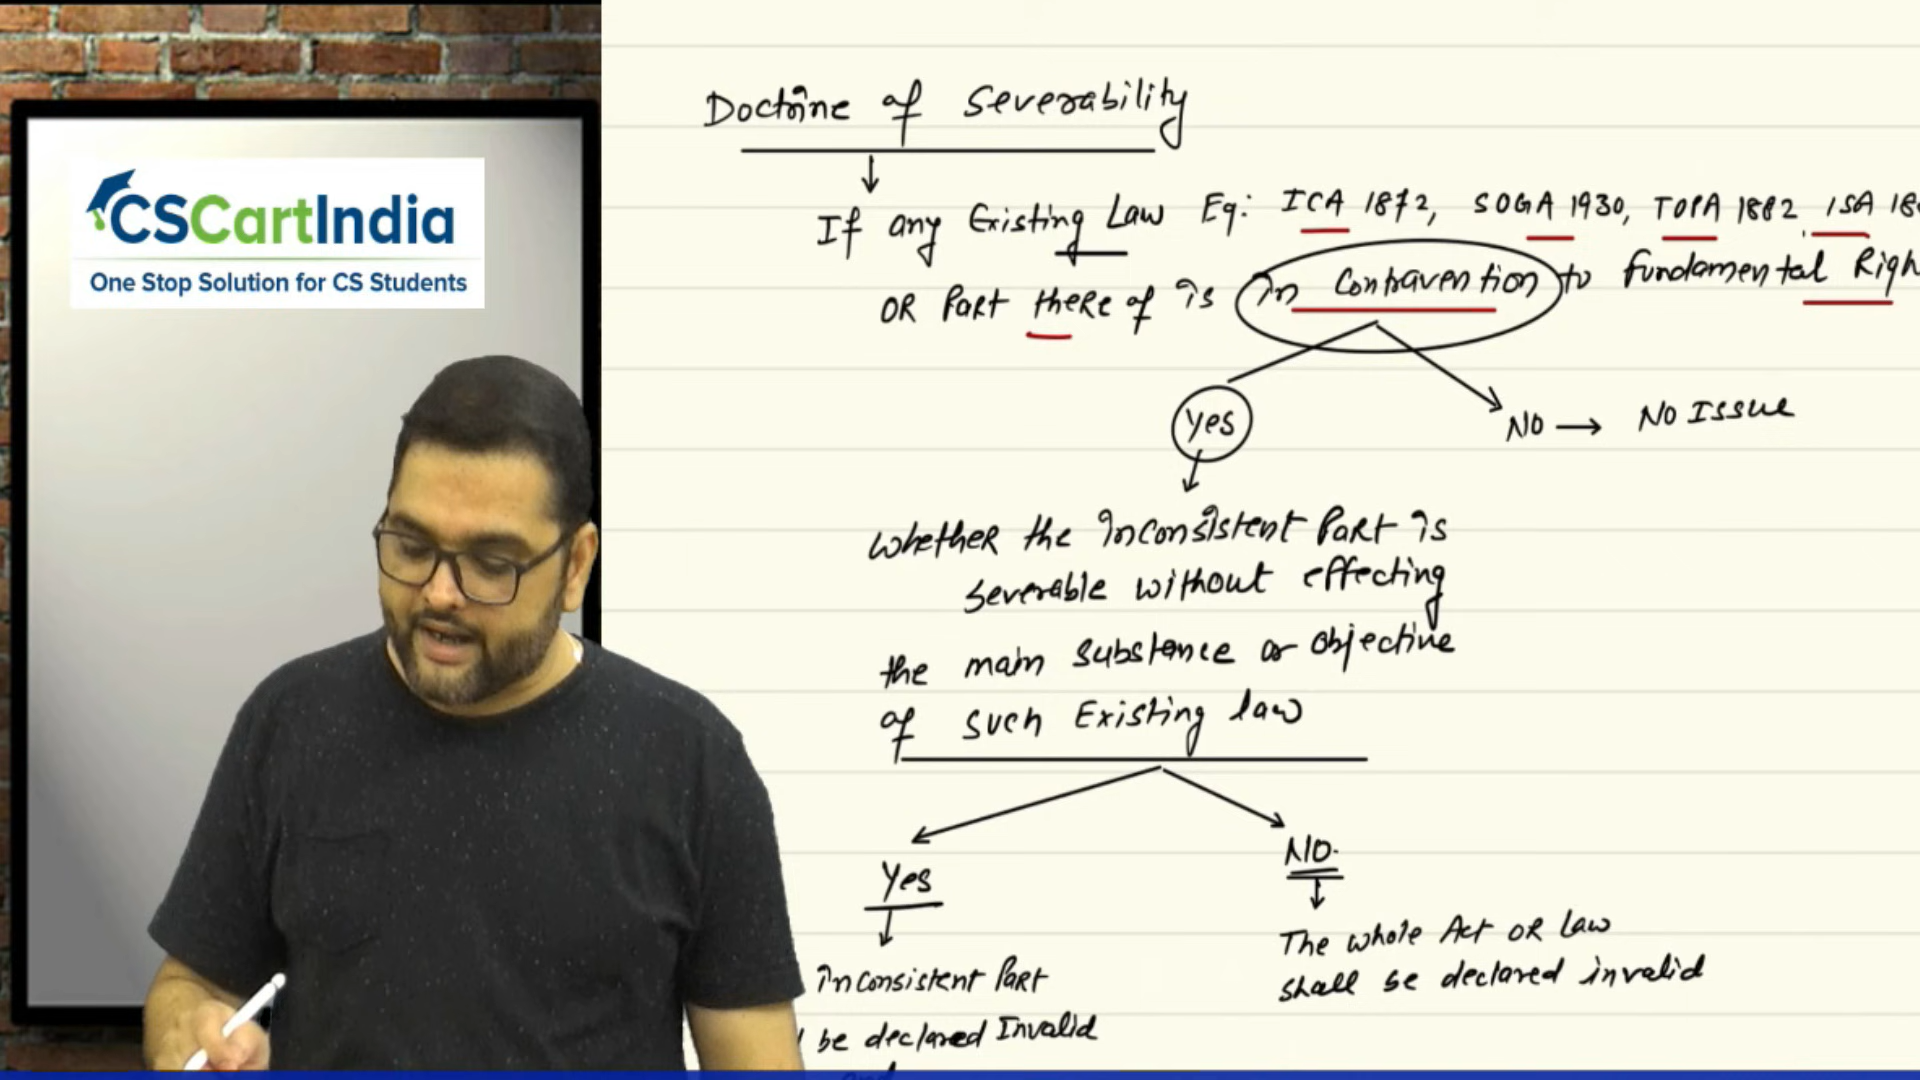 CSCartIndia
One Stop Solution for CS Students
Doctrine of Severability
If any Existing Law Eg: ICA 1872, SOGA 1930, TOPA 1882, ISA
OR Part there of is in Contravention to fundamental
Yes
NO → NO Issue
whether the inconsistent Part is
severable without effecting
the main substance or objective
of such Existing law
Yes
NO.
The whole Act OR Law
shall be declared invalid
inconsistent Part
be declared Invalid
and